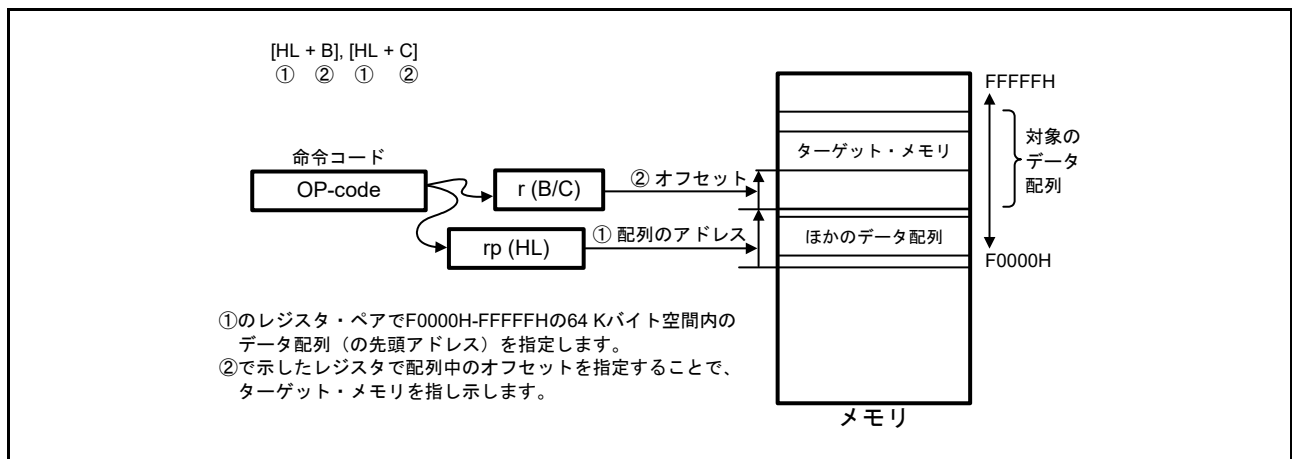 [HL + B], [HL + C]
① ② ① ②
FFFFFH
対象の
データ
配列
ターゲット・メモリ
命令コード
OP-code
r (B/C)
② オフセット
rp (HL)
① 配列のアドレス
ほかのデータ配列
F0000H
①のレジスタ・ペアでF0000H-FFFFFHの64 Kバイト空間内の
データ配列（の先頭アドレス）を指定します。
②で示したレジスタで配列中のオフセットを指定することで、
ターゲット・メモリを指し示します。
メモリ